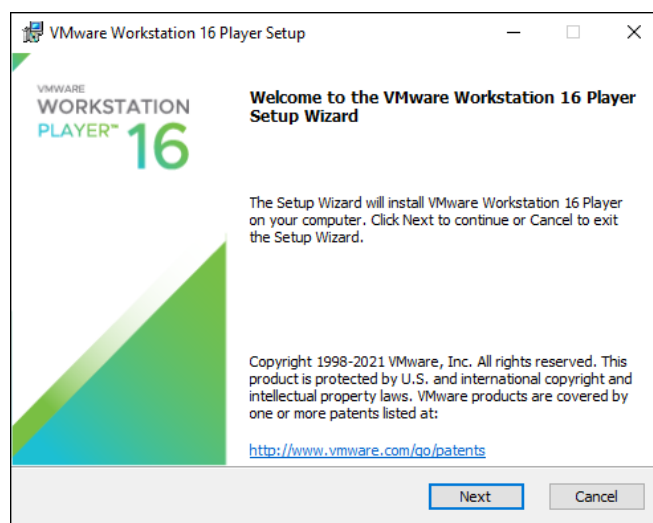 VMware Workstation 16 Player Setup
VMWARE
WORKSTATION
PLAYER™ 16
Welcome to the VMware Workstation 16 Player
Setup Wizard
The Setup Wizard will install VMware Workstation 16 Player
on your computer. Click Next to continue or Cancel to exit
the Setup Wizard.
Copyright 1998-2021 VMware, Inc. All rights reserved. This
product is protected by U.S. and international copyright and
intellectual property laws. VMware products are covered by
one or more patents listed at:
http://www.vmware.com/go/patents
Next
Cancel